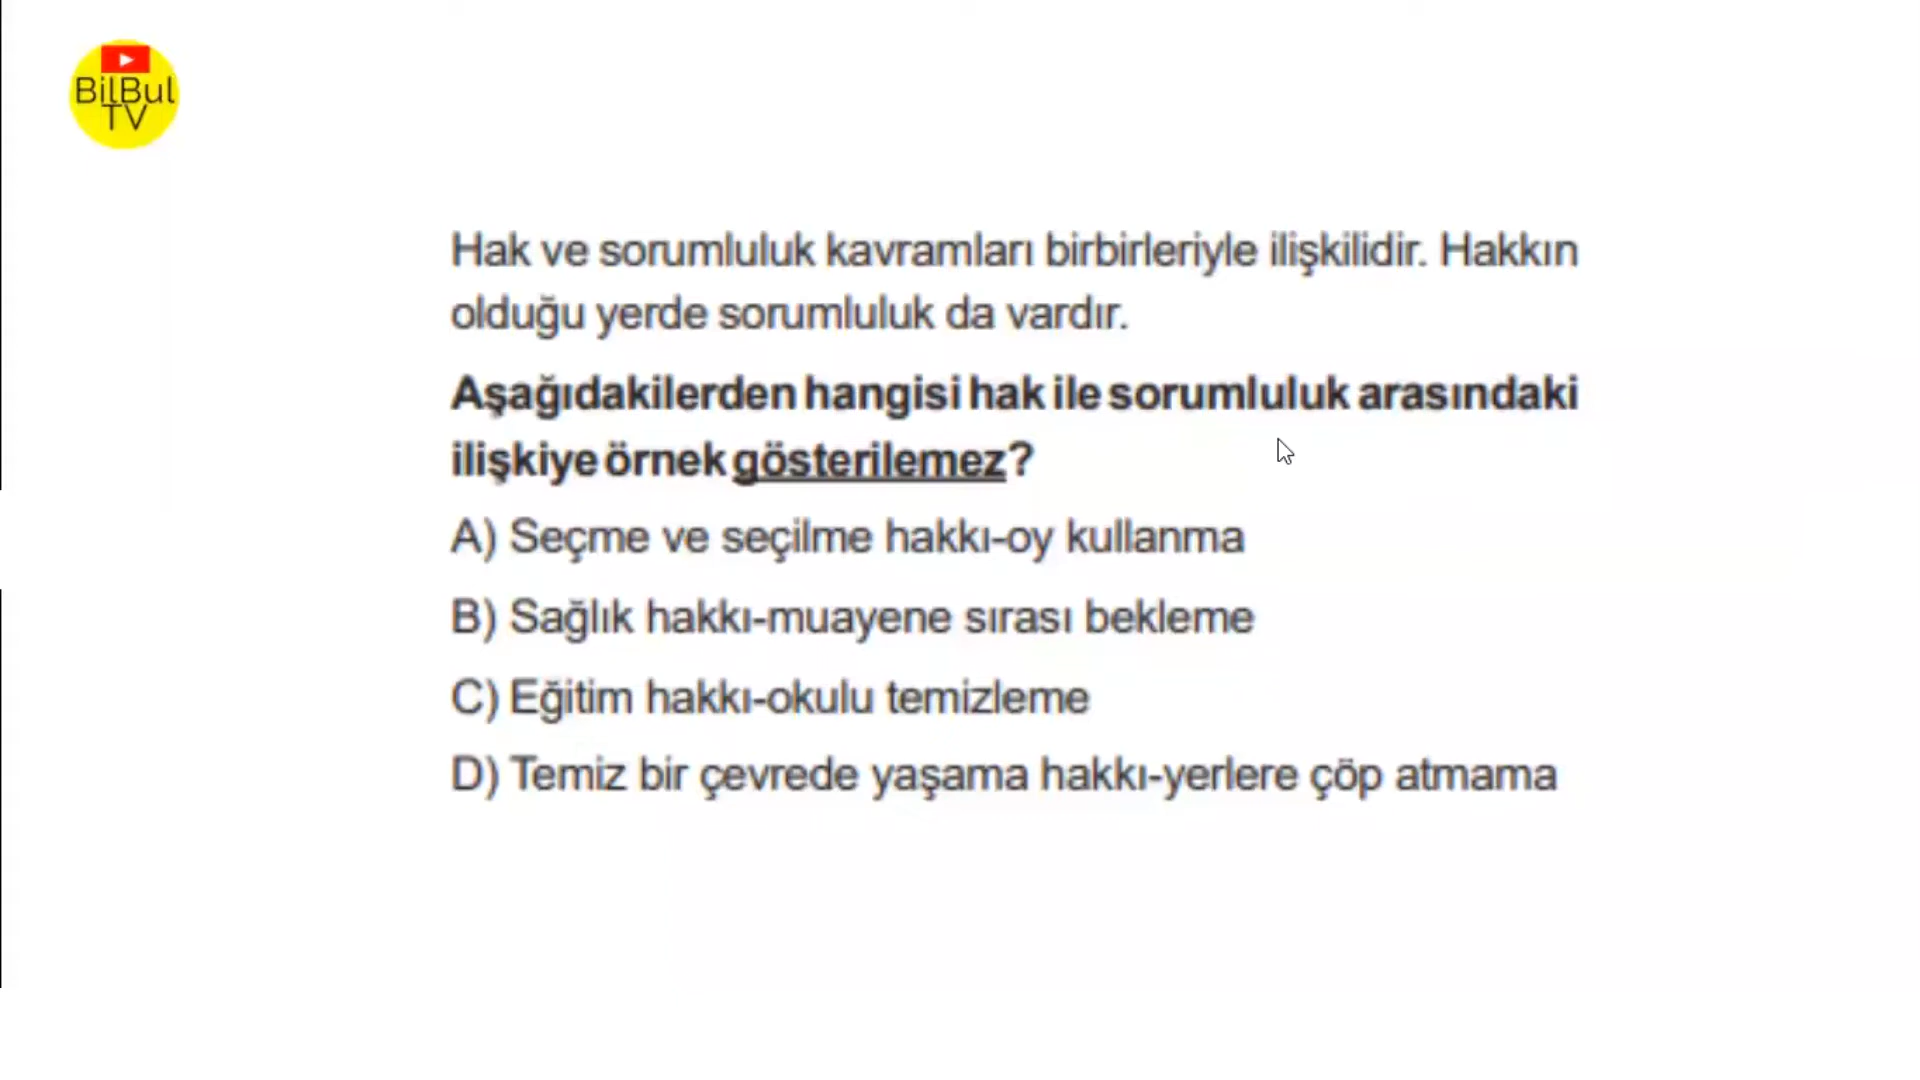 BilBul
TV
Hak ve sorumluluk kavramları birbirleriyle ilişkilidir. Hakkın
olduğu yerde sorumluluk da vardır.
Aşağıdakilerden hangisi hak ile sorumluluk arasındaki
ilişkiye örnek gösterilemez?
A) Seçme ve seçilme hakkı-oy kullanma
B) Sağlık hakkı-muayene sırası bekleme
C) Eğitim hakkı-okulu temizleme
D) Temiz bir çevrede yaşama hakkı-yerlere çöp atmama